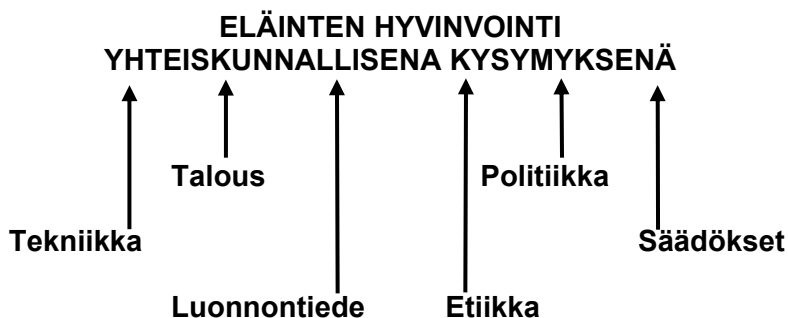 ELÄINTEN HYVINVOINTI
YHTEISKUNNALLISENA KYSYMYKSENÄ
Talous Politiikka
Tekniikka Säädökset
Luonnontiede Etiikka